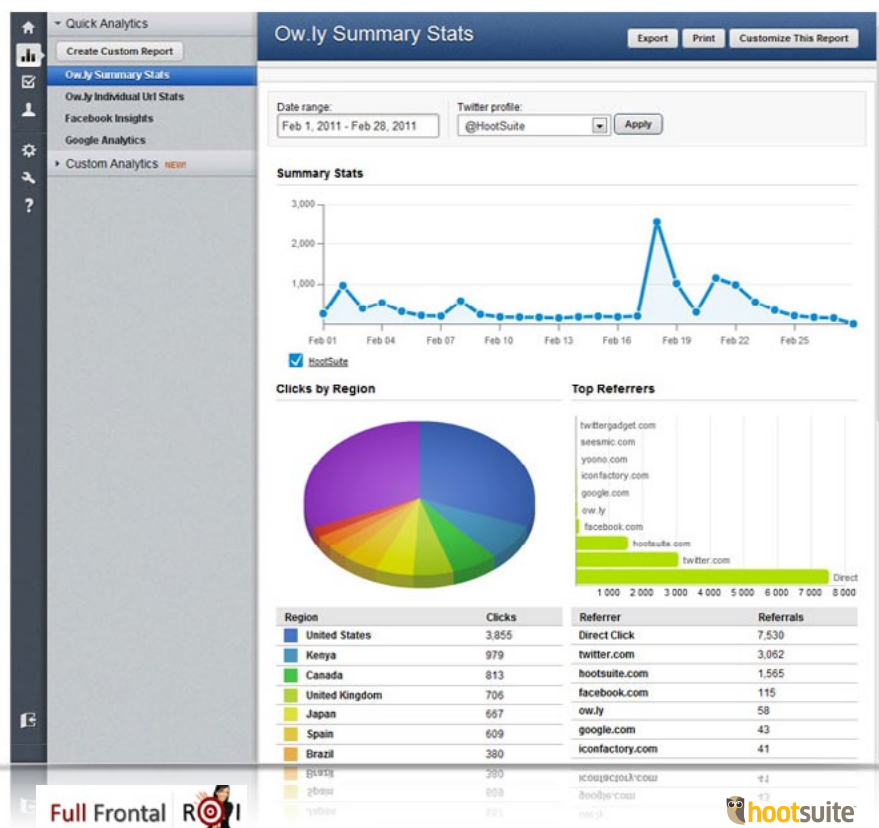 Quick Analytics
Create Custom Report
Ow.ly Summary Stats
Ow.ly Individual Url Stats
Facebook Insights
Google Analytics
Custom Analytics NEW!
?
Ow.ly Summary Stats
Export Print Customize This Report
Date range: Twitter profile:
Feb 1, 2011 - Feb 28, 2011 @HootSuite Apply
Summary Stats
3,000
2,000
1,000
Feb 01 Feb 04 Feb 07 Feb 10 Feb 13 Feb 16 Feb 19 Feb 22 Feb 25
HootSuite
Clicks by Region
Region Clicks
United States 3,855
Kenya 979
Canada 813
United Kingdom 706
Japan 667
Spain 609
Brazil 380
Top Referrers
twittergadget.com
seesmic.com
yoono.com
iconfactory.com
google.com
ow.ly
facebook.com
hootsuite.com
twitter.com
Direct
1 000 2 000 3 000 4 000 5 000 6 000 7 000 8 000
Referrer Referrals
Direct Click 7,530
twitter.com 3,062
hootsuite.com 1,565
facebook.com 115
ow.ly 58
google.com 43
iconfactory.com 41
Full Frontal ROI
hootsuite